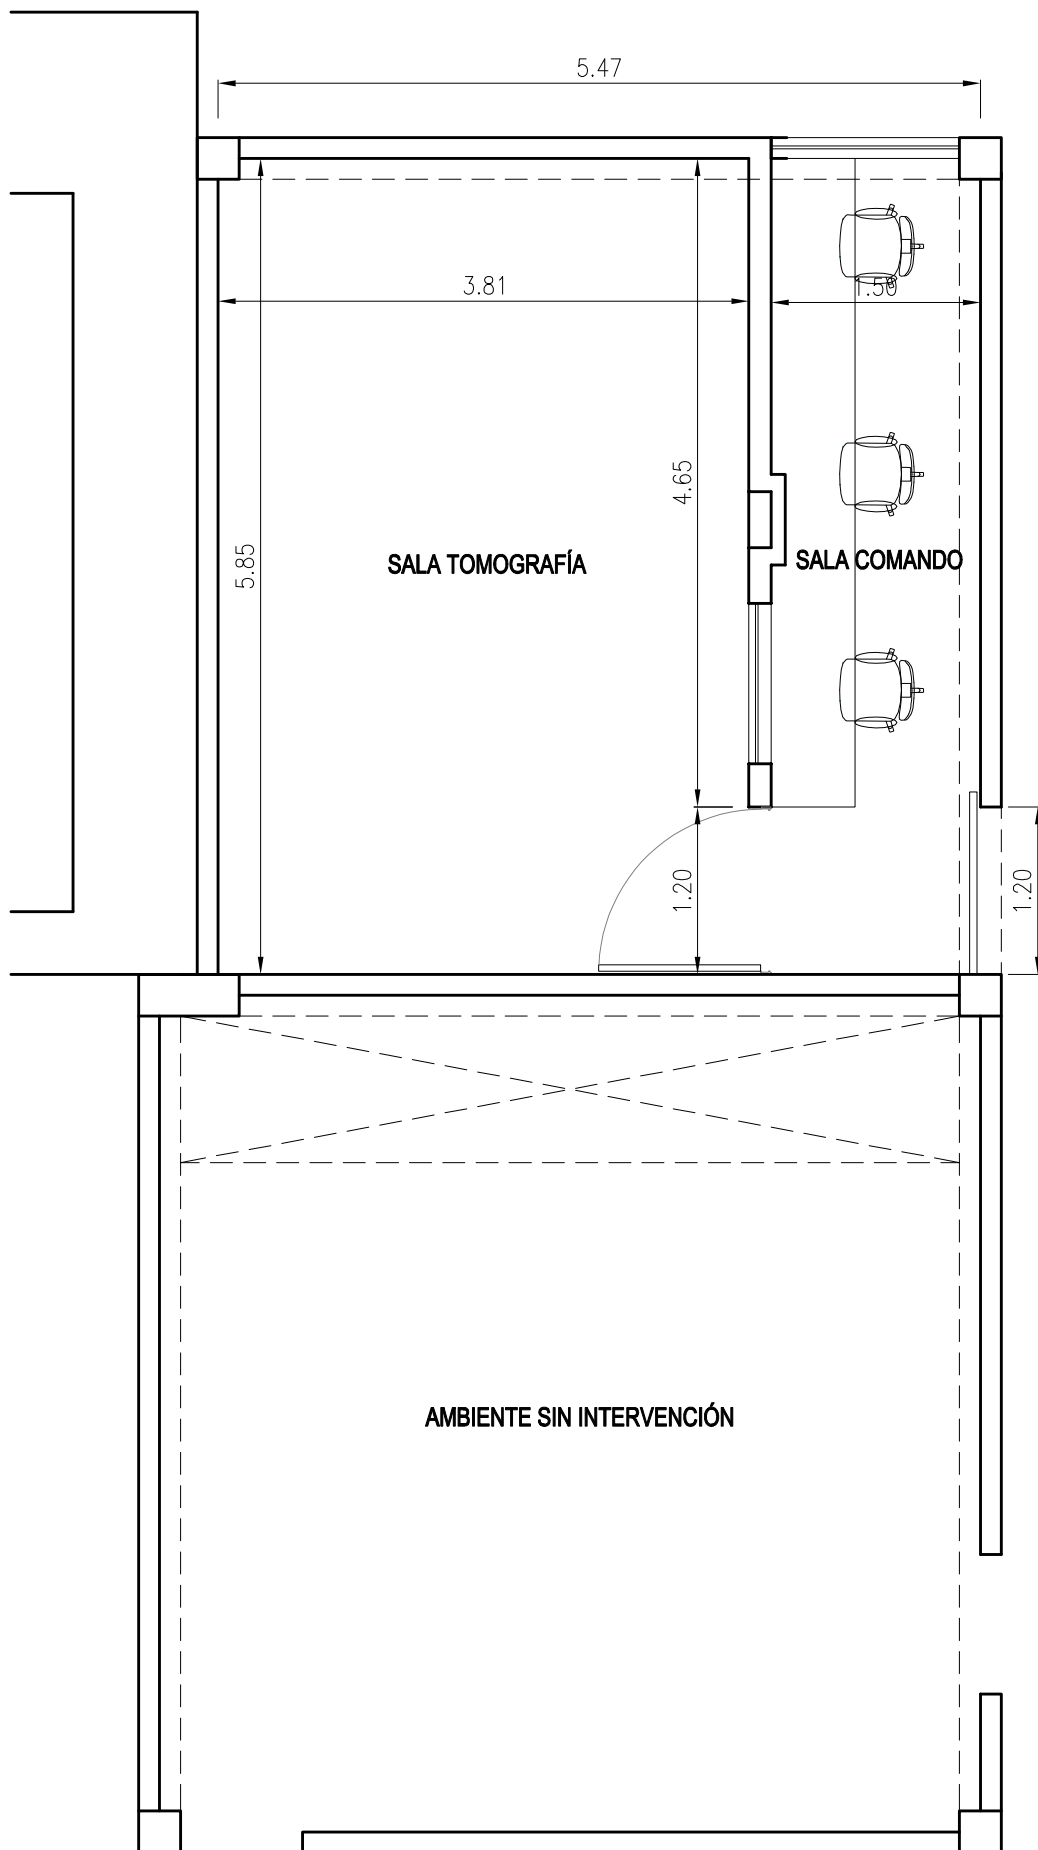 5.47
3.81
1.50
4.65
5.85
SALA TOMOGRAFÍA
SALA COMANDO
1.20
1.20
AMBIENTE SIN INTERVENCIÓN